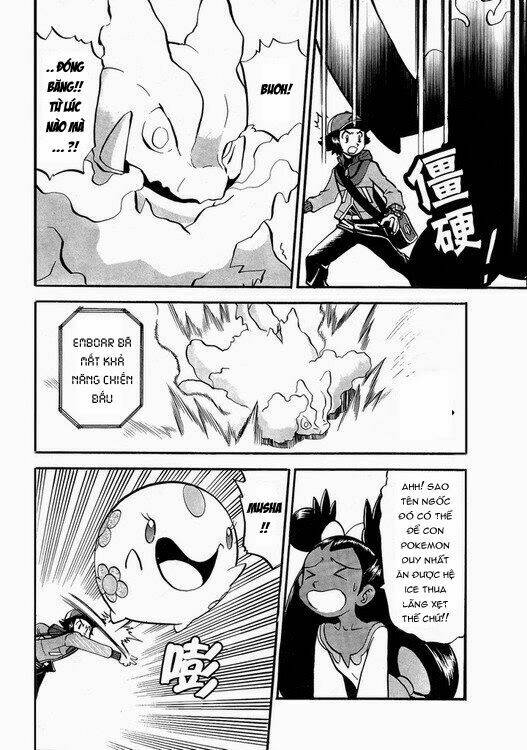 BUOH!
..ĐÓNG
BĂNG!!
TỪ LÚC
NÀO MÀ
...?!
僵
硬
EMBOAR ĐÃ
MẤT KHẢ
NĂNG CHIẾN
ĐẤU
AHH! SAO
TÊN NGỐC
ĐÓ CÓ THỂ
ĐỂ CON
POKEMON
DUY NHẤT
ĂN ĐƯỢC HỆ
ICE THUA
LÃNG XẸT
THẾ CHỨ!!
MUSHA
!!
嘭!!